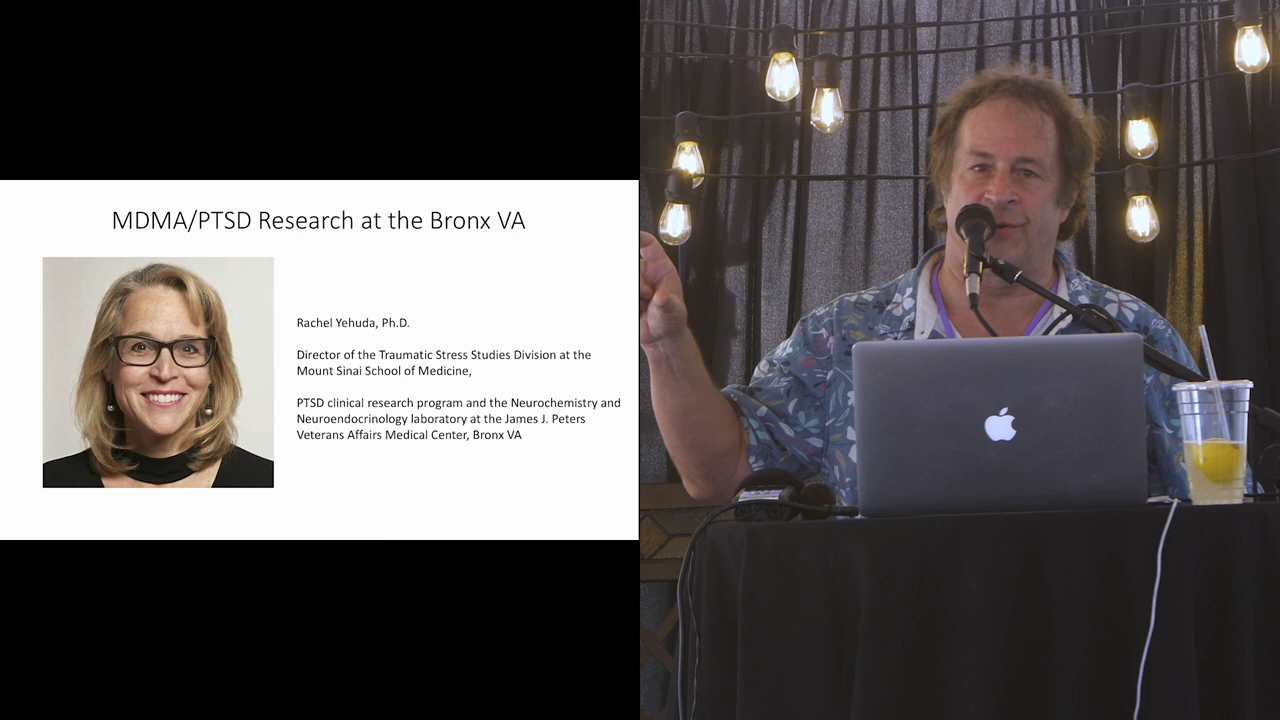 MDMA/PTSD Research at the Bronx VA
Rachel Yehuda, Ph.D.
Director of the Traumatic Stress Studies Division at the
Mount Sinai School of Medicine,
PTSD clinical research program and the Neurochemistry and
Neuroendocrinology laboratory at the James J. Peters
Veterans Affairs Medical Center, Bronx VA